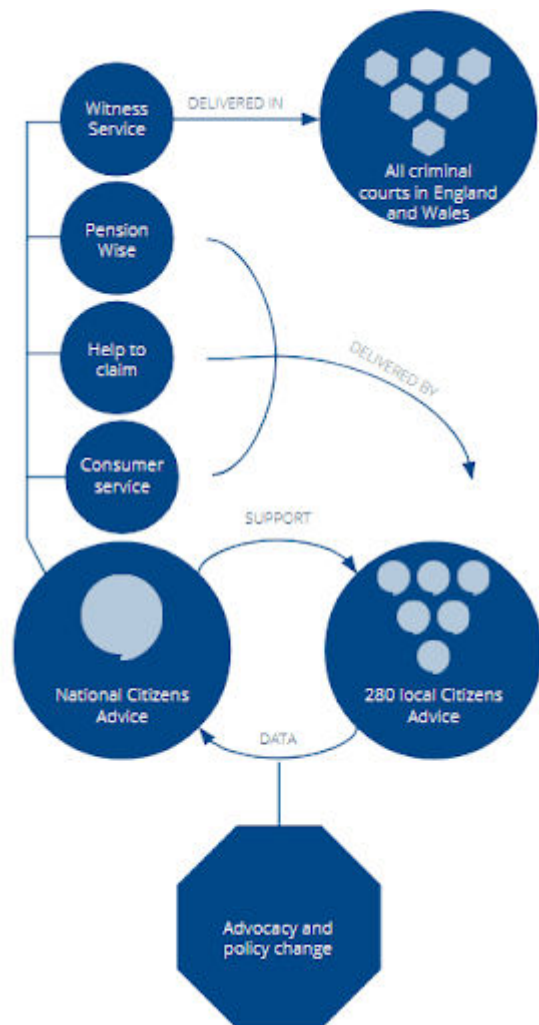 Witness
Service
DELIVERED IN
All criminal
courts in England
and Wales
Pension
Wise
Help to
claim
DELIVERED BY
Consumer
service
SUPPORT
National Citizens
Advice
280 local Citizens
Advice
DATA
Advocacy and
policy change